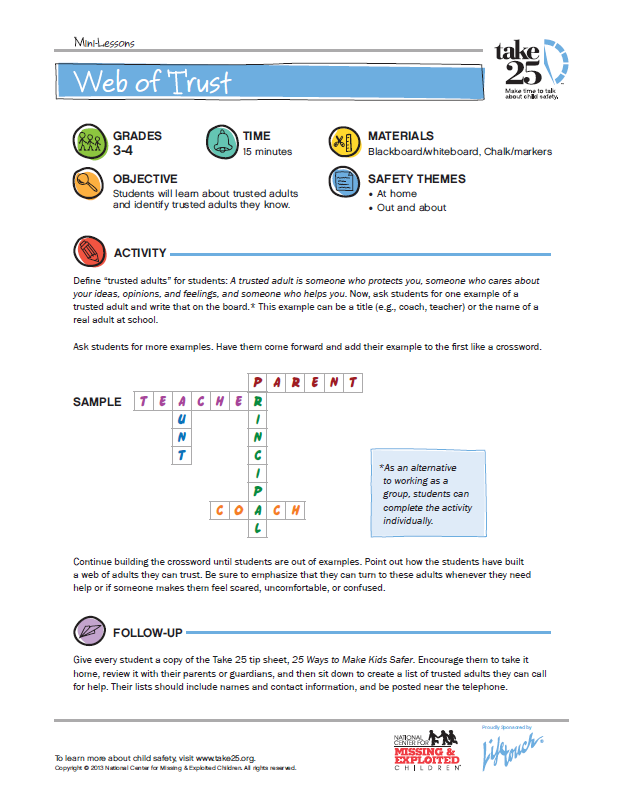 Mini-Lessons
take
25
Make time to talk
about child safety.
Web of Trust
GRADES
3-4
TIME
15 minutes
MATERIALS
Blackboard/whiteboard, Chalk/markers
OBJECTIVE
Students will learn about trusted adults
and identify trusted adults they know.
SAFETY THEMES
• At home
• Out and about
ACTIVITY
Define “trusted adults” for students: A trusted adult is someone who protects you, someone who cares about
your ideas, opinions, and feelings, and someone who helps you. Now, ask students for one example of a
trusted adult and write that on the board.* This example can be a title (e.g., coach, teacher) or the name of a
real adult at school.
Ask students for more examples. Have them come forward and add their example to the first like a crossword.
SAMPLE
PARENT
TEACHER
AUNT
PRINCIPAL
COACH
*As an alternative
to working as a
group, students can
complete the activity
individually.
Continue building the crossword until students are out of examples. Point out how the students have built
a web of adults they can trust. Be sure to emphasize that they can turn to these adults whenever they need
help or if someone makes them feel scared, uncomfortable, or confused.
FOLLOW-UP
Give every student a copy of the Take 25 tip sheet, 25 Ways to Make Kids Safer. Encourage them to take it
home, review it with their parents or guardians, and then sit down to create a list of trusted adults they can call
for help. Their lists should include names and contact information, and be posted near the telephone.
To learn more about child safety, visit www.take25.org.
Copyright © 2013 National Center for Missing & Exploited Children. All rights reserved.
NATIONAL
CENTER FOR
MISSING &
EXPLOITED
CHILDREN
Proudly Sponsored by
Lifetouch